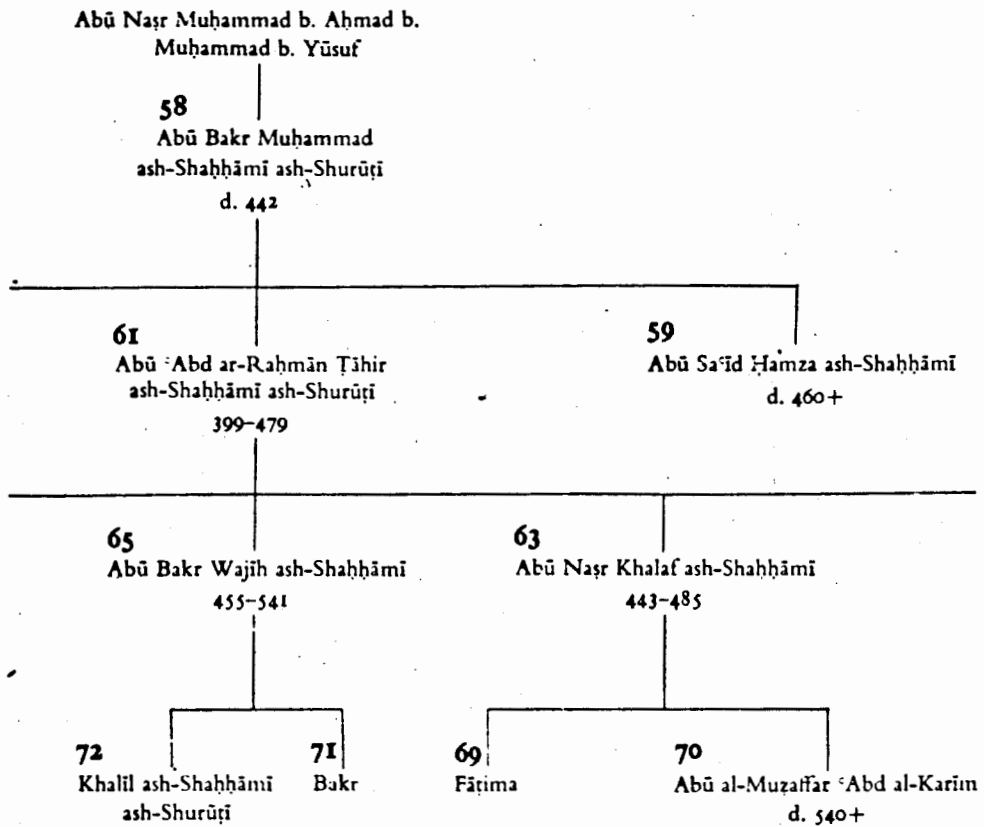 Abū Naṣr Muḥammad b. Aḥmad b.
Muḥammad b. Yūsuf
58
Abū Bakr Muḥammad
ash-Shaḥḥāmī ash-Shurūṭī
d. 442
61
Abū ʿAbd ar-Raḥmān Ṭāhir
ash-Shaḥḥāmī ash-Shurūṭī
399–479
59
Abū Saʿīd Ḥamza ash-Shaḥḥāmī
d. 460+
65
Abū Bakr Wajīh ash-Shaḥḥāmī
455–541
63
Abū Naṣr Khalaf ash-Shaḥḥāmī
443–485
72
Khalīl ash-Shaḥḥāmī
ash-Shurūṭī
71
Bakr
69
Fāṭima
70
Abū al-Muẓaffar ʿAbd al-Karīm
d. 540+